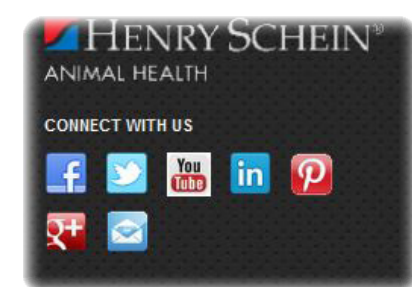 HENRY SCHEIN®
ANIMAL HEALTH
CONNECT WITH US
f You Tube in P
g+